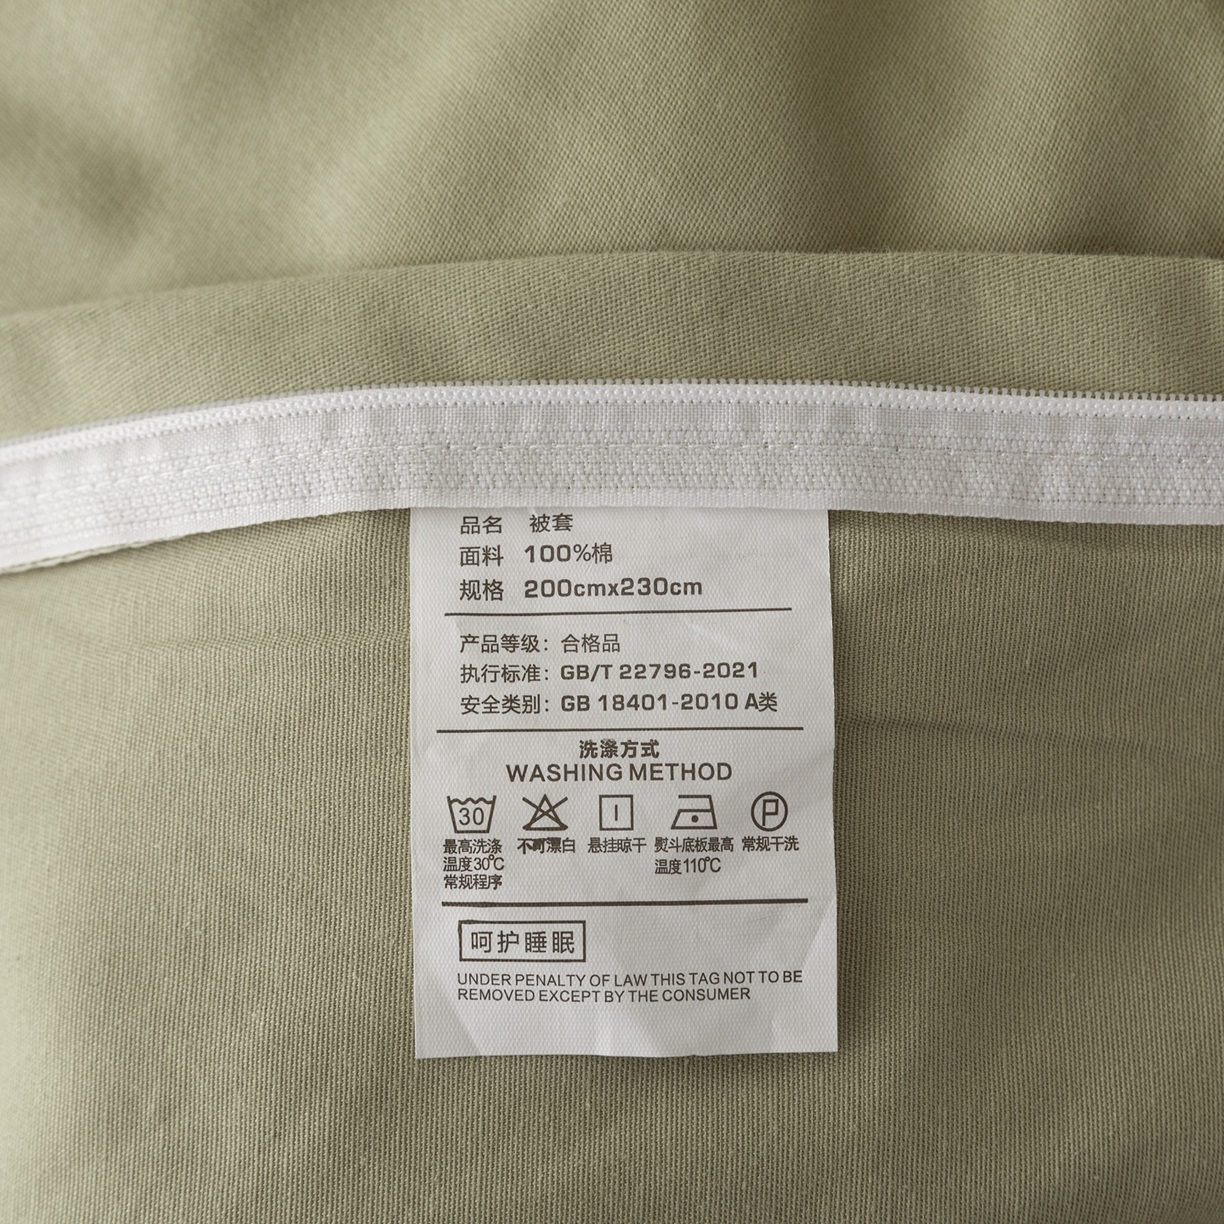 品名 被套
面料 100%棉
规格 200cmx230cm
产品等级：合格品
执行标准：GB/T 22796-2021
安全类别：GB 18401-2010 A类
洗涤方式
WASHING METHOD
30 P
最高洗涤 不可漂白 悬挂晾干 熨斗底板最高 常规干洗
温度30℃ 温度110℃
常规程序
呵护睡眠
UNDER PENALTY OF LAW THIS TAG NOT TO BE
REMOVED EXCEPT BY THE CONSUMER